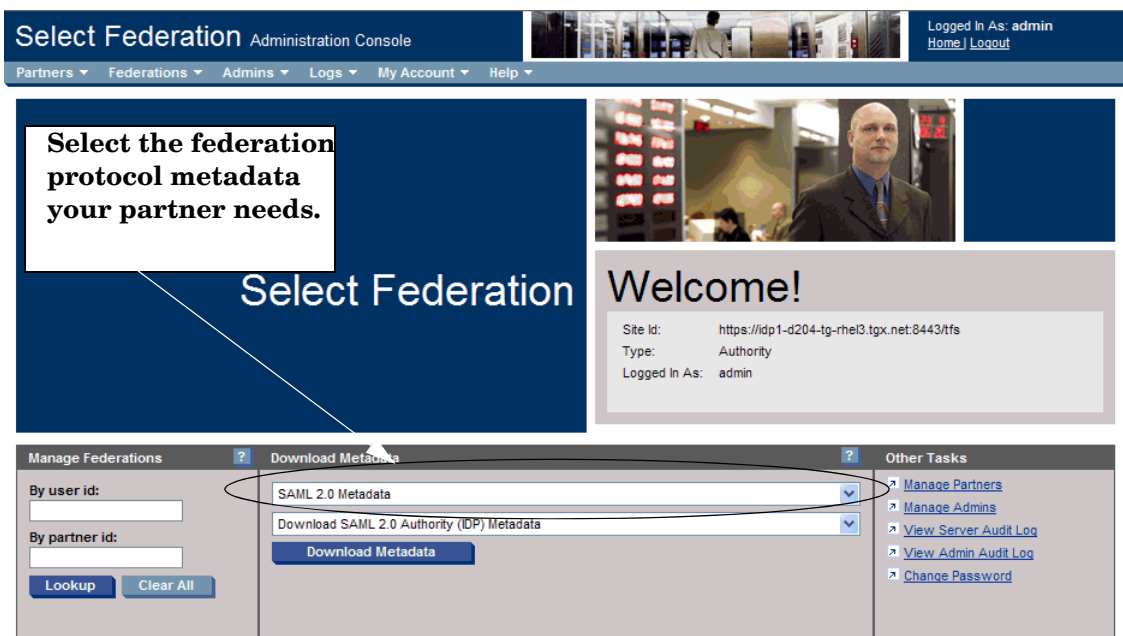 Select Federation Administration Console
Logged In As: admin
Home | Logout
Partners Federations Admins Logs My Account Help
Select the federation
protocol metadata
your partner needs.
Select Federation
Welcome!
Site Id: https://idp1-d204-tg-rhel3.tgx.net:8443/tfs
Type: Authority
Logged In As: admin
Manage Federations ?
By user id:
By partner id:
Lookup Clear All
Download Metadata ?
SAML 2.0 Metadata
Download SAML 2.0 Authority (IDP) Metadata
Download Metadata
Other Tasks
Manage Partners
Manage Admins
View Server Audit Log
View Admin Audit Log
Change Password